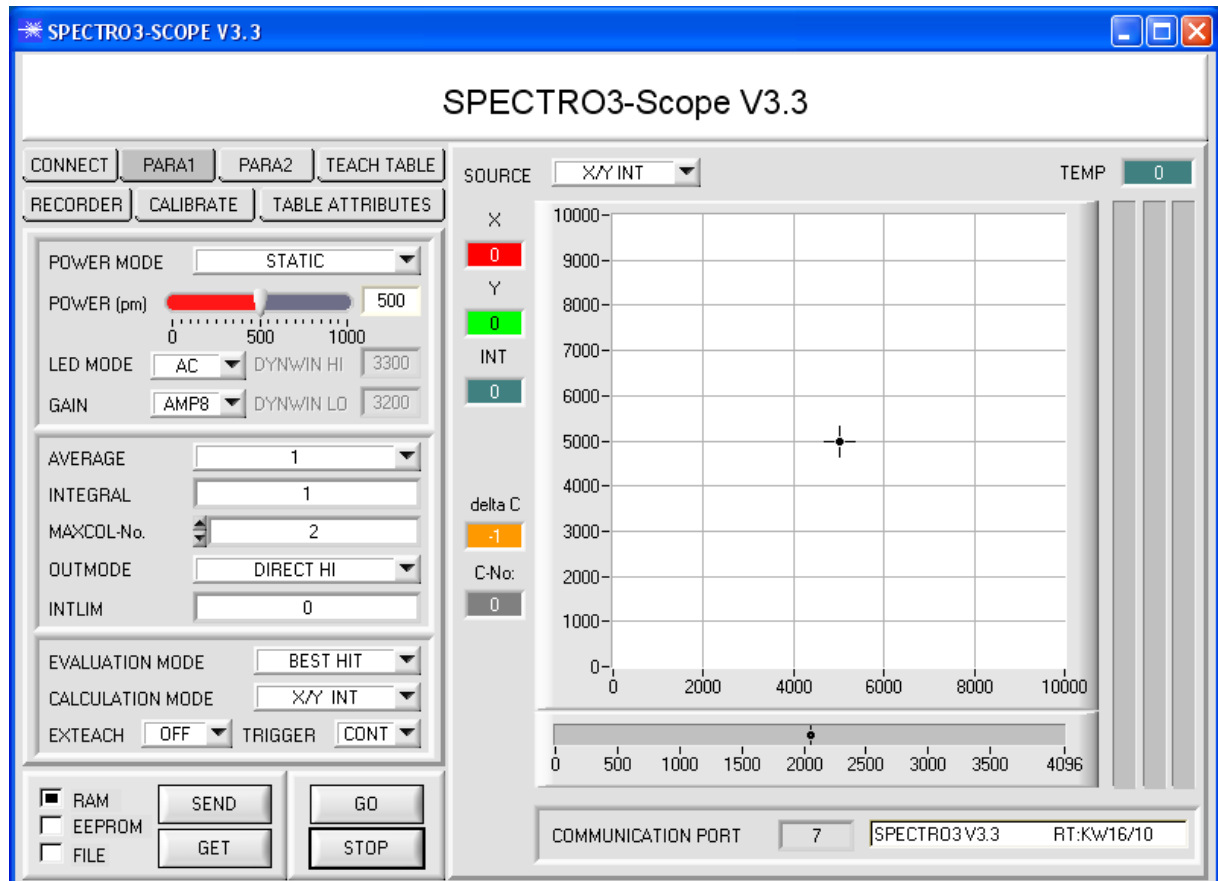 SPECTRO3-SCOPE V3.3
SPECTRO3-Scope V3.3
CONNECT PARA1 PARA2 TEACH TABLE
RECORDER CALIBRATE TABLE ATTRIBUTES
POWER MODE STATIC
POWER (pm) 500
0 500 1000
LED MODE AC DYNWIN HI 3300
GAIN AMP8 DYNWIN LO 3200
AVERAGE 1
INTEGRAL 1
MAXCOL-No. 2
OUTMODE DIRECT HI
INTLIM 0
EVALUATION MODE BEST HIT
CALCULATION MODE X/Y INT
EXTEACH OFF TRIGGER CONT
RAM
EEPROM
FILE
SEND
GET
GO
STOP
SOURCE X/Y INT TEMP 0
X
0
Y
0
INT
0
delta C
-1
C-No:
0
10000
9000
8000
7000
6000
5000
4000
3000
2000
1000
0
0 2000 4000 6000 8000 10000
0 500 1000 1500 2000 2500 3000 3500 4096
COMMUNICATION PORT 7 SPECTRO3 V3.3 RT:KW16/10